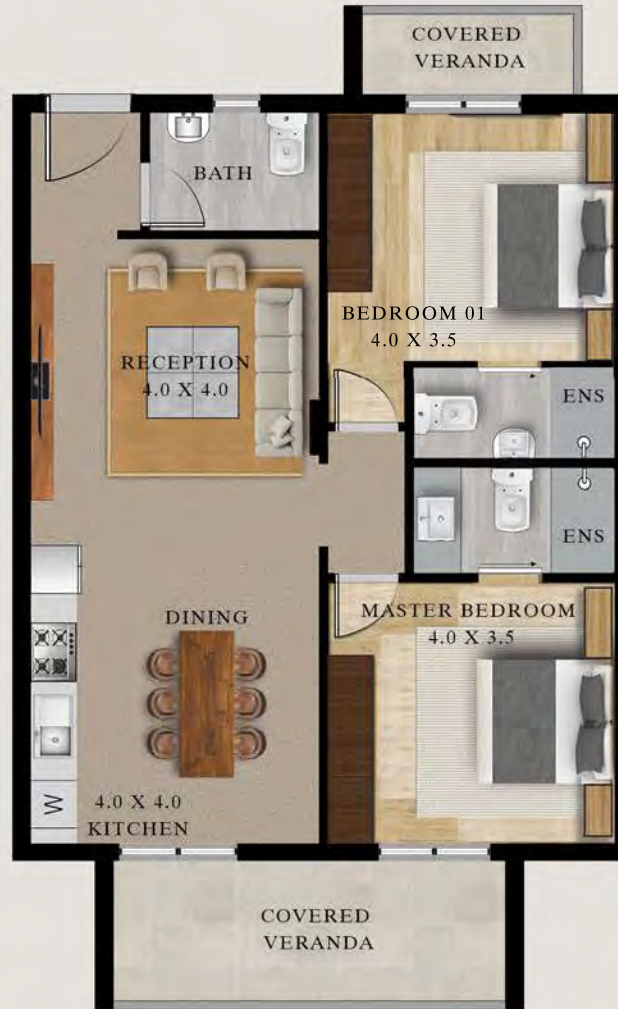 COVERED
VERANDA
BATH
BEDROOM 01
4.0 X 3.5
RECEPTION
4.0 X 4.0
ENS
ENS
DINING
MASTER BEDROOM
4.0 X 3.5
W
4.0 X 4.0
KITCHEN
COVERED
VERANDA